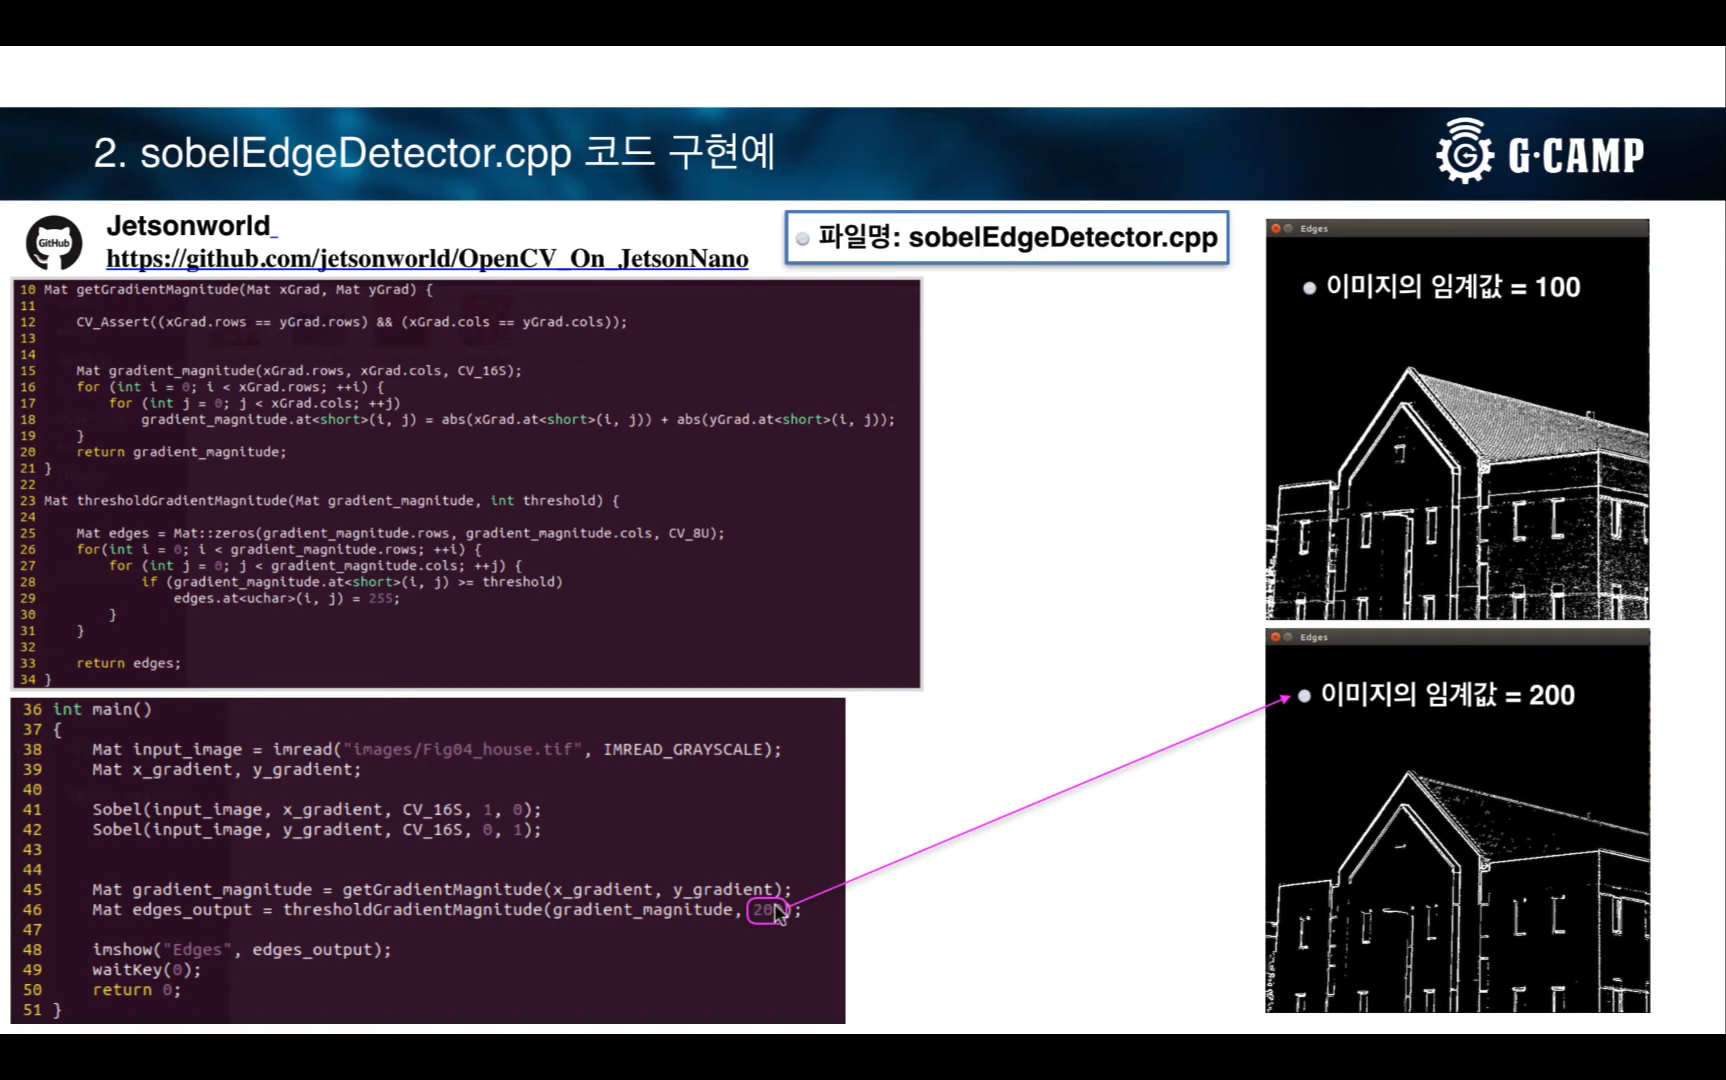 2. sobelEdgeDetector.cpp 코드 구현예
G·CAMP
GitHub
Jetsonworld
https://github.com/jetsonworld/OpenCV_On_JetsonNano
파일명: sobelEdgeDetector.cpp
10 Mat getGradientMagnitude(Mat xGrad, Mat yGrad) {
11
12     CV_Assert((xGrad.rows == yGrad.rows) && (xGrad.cols == yGrad.cols));
13
14
15     Mat gradient_magnitude(xGrad.rows, xGrad.cols, CV_16S);
16     for (int i = 0; i < xGrad.rows; ++i) {
17         for (int j = 0; j < xGrad.cols; ++j)
18             gradient_magnitude.at<short>(i, j) = abs(xGrad.at<short>(i, j)) + abs(yGrad.at<short>(i, j));
19     }
20     return gradient_magnitude;
21 }
22
23 Mat thresholdGradientMagnitude(Mat gradient_magnitude, int threshold) {
24
25     Mat edges = Mat::zeros(gradient_magnitude.rows, gradient_magnitude.cols, CV_8U);
26     for(int i = 0; i < gradient_magnitude.rows; ++i) {
27         for (int j = 0; j < gradient_magnitude.cols; ++j) {
28             if (gradient_magnitude.at<short>(i, j) >= threshold)
29                 edges.at<uchar>(i, j) = 255;
30         }
31     }
32
33     return edges;
34 }
36 int main()
37 {
38     Mat input_image = imread("images/Fig04_house.tif", IMREAD_GRAYSCALE);
39     Mat x_gradient, y_gradient;
40
41     Sobel(input_image, x_gradient, CV_16S, 1, 0);
42     Sobel(input_image, y_gradient, CV_16S, 0, 1);
43
44
45     Mat gradient_magnitude = getGradientMagnitude(x_gradient, y_gradient);
46     Mat edges_output = thresholdGradientMagnitude(gradient_magnitude, 20 );
47
48     imshow("Edges", edges_output);
49     waitKey(0);
50     return 0;
51 }
Edges
이미지의 임계값 = 100
Edges
이미지의 임계값 = 200